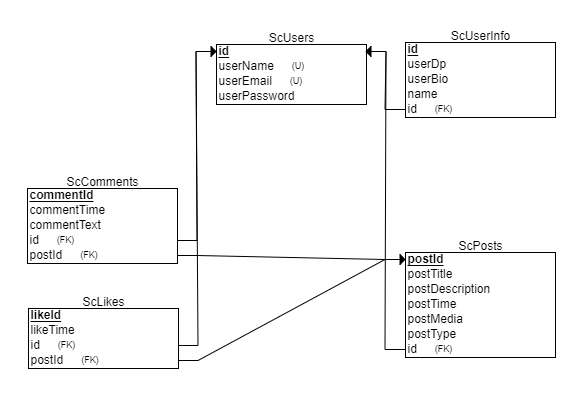 ScUsers
id
userName (U)
userEmail (U)
userPassword
ScUserInfo
id
userDp
userBio
name
id (FK)
ScComments
commentId
commentTime
commentText
id (FK)
postId (FK)
ScLikes
likeId
likeTime
id (FK)
postId (FK)
ScPosts
postId
postTitle
postDescription
postTime
postMedia
postType
id (FK)